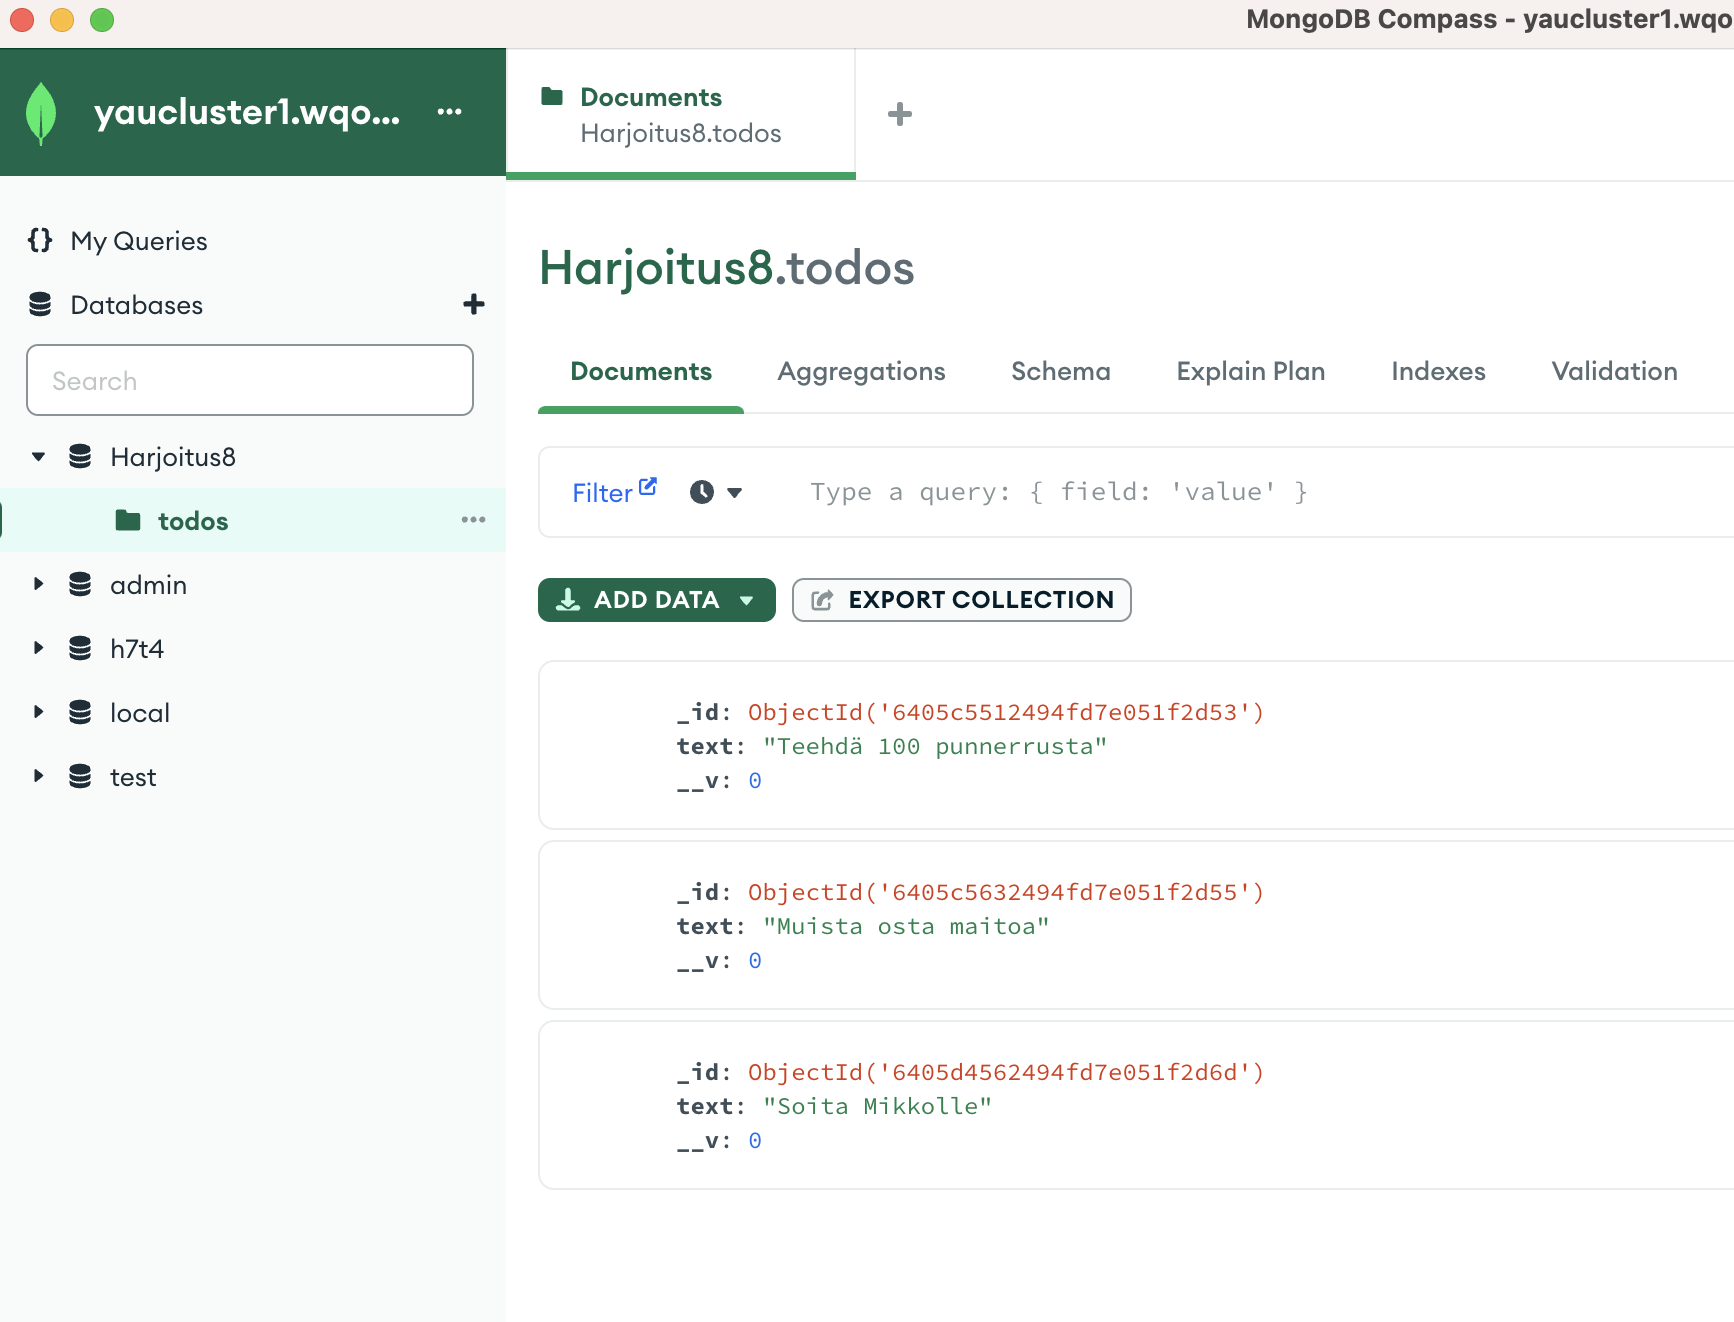 MongoDB Compass - yaucluster1.wqo
yaucluster1.wqo...
Documents
Harjoitus8.todos
My Queries
Databases
Search
Harjoitus8
todos
admin
h7t4
local
test
Harjoitus8.todos
Documents Aggregations Schema Explain Plan Indexes Validation
Filter Type a query: { field: 'value' }
ADD DATA EXPORT COLLECTION
_id: ObjectId('6405c5512494fd7e051f2d53')
text: "Teehdä 100 punnerrusta"
__v: 0
_id: ObjectId('6405c5632494fd7e051f2d55')
text: "Muista osta maitoa"
__v: 0
_id: ObjectId('6405d4562494fd7e051f2d6d')
text: "Soita Mikkolle"
__v: 0